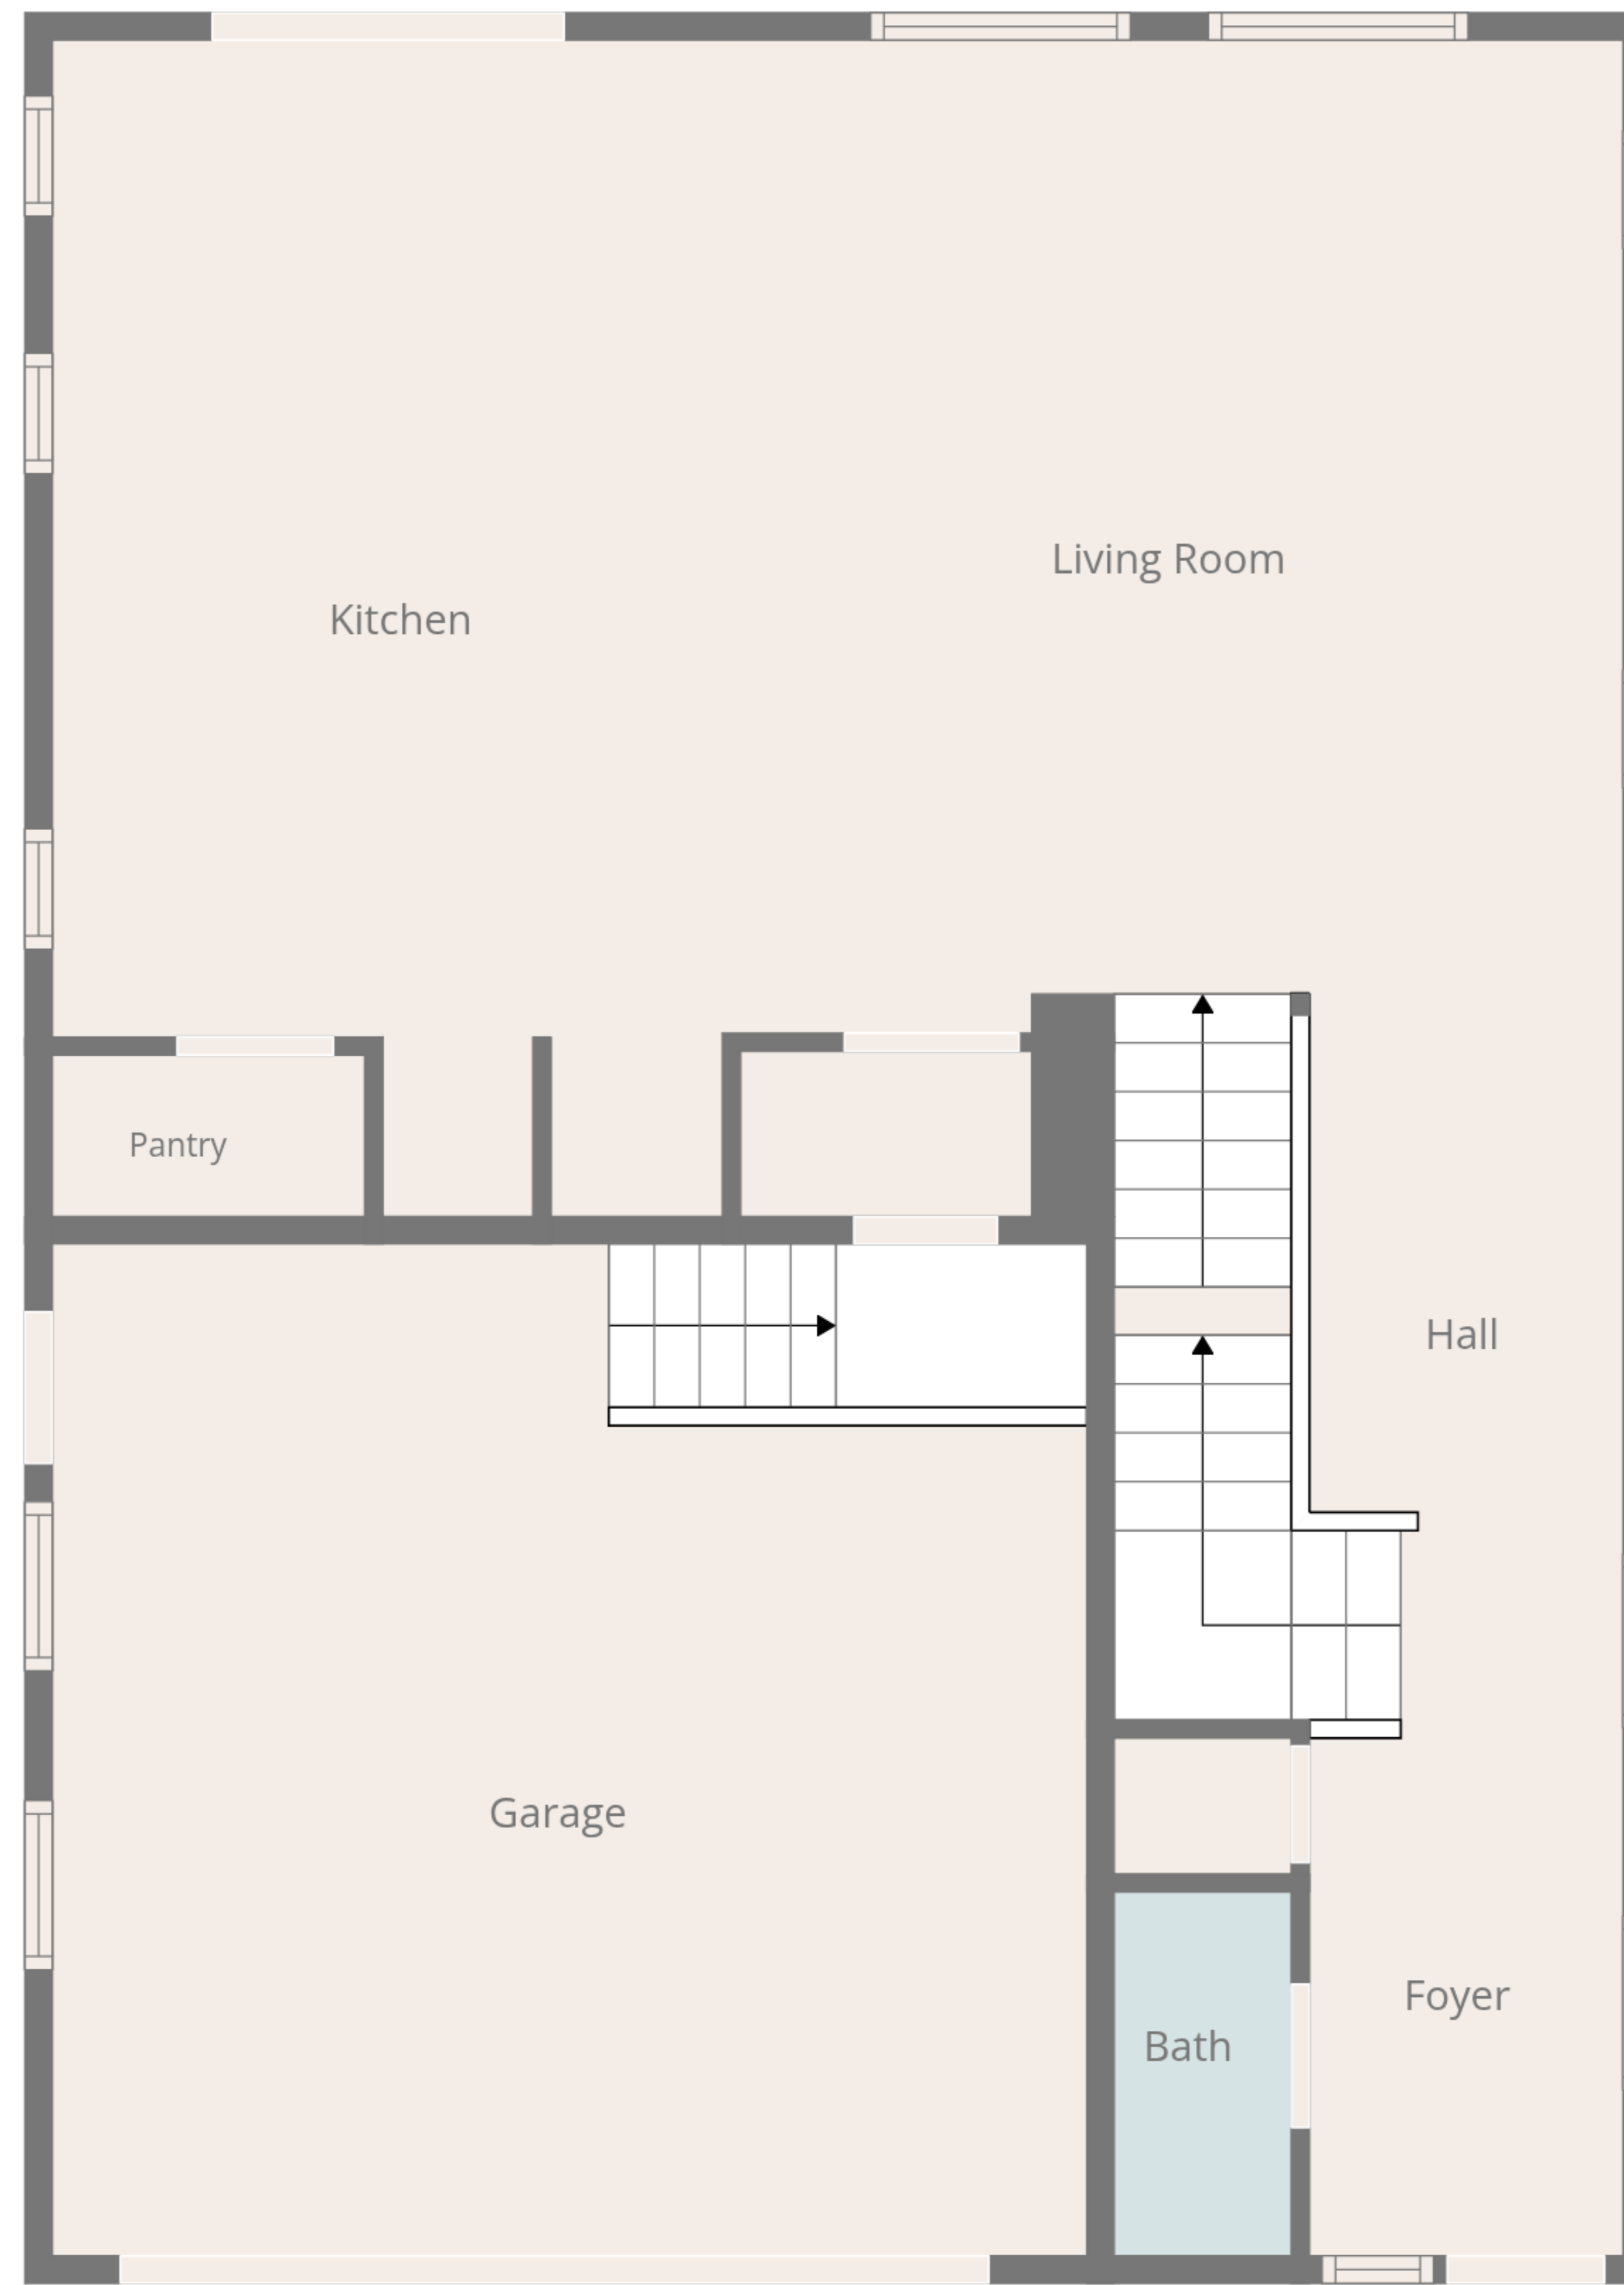 Living Room
Kitchen
Pantry
Hall
Garage
Foyer
Bath